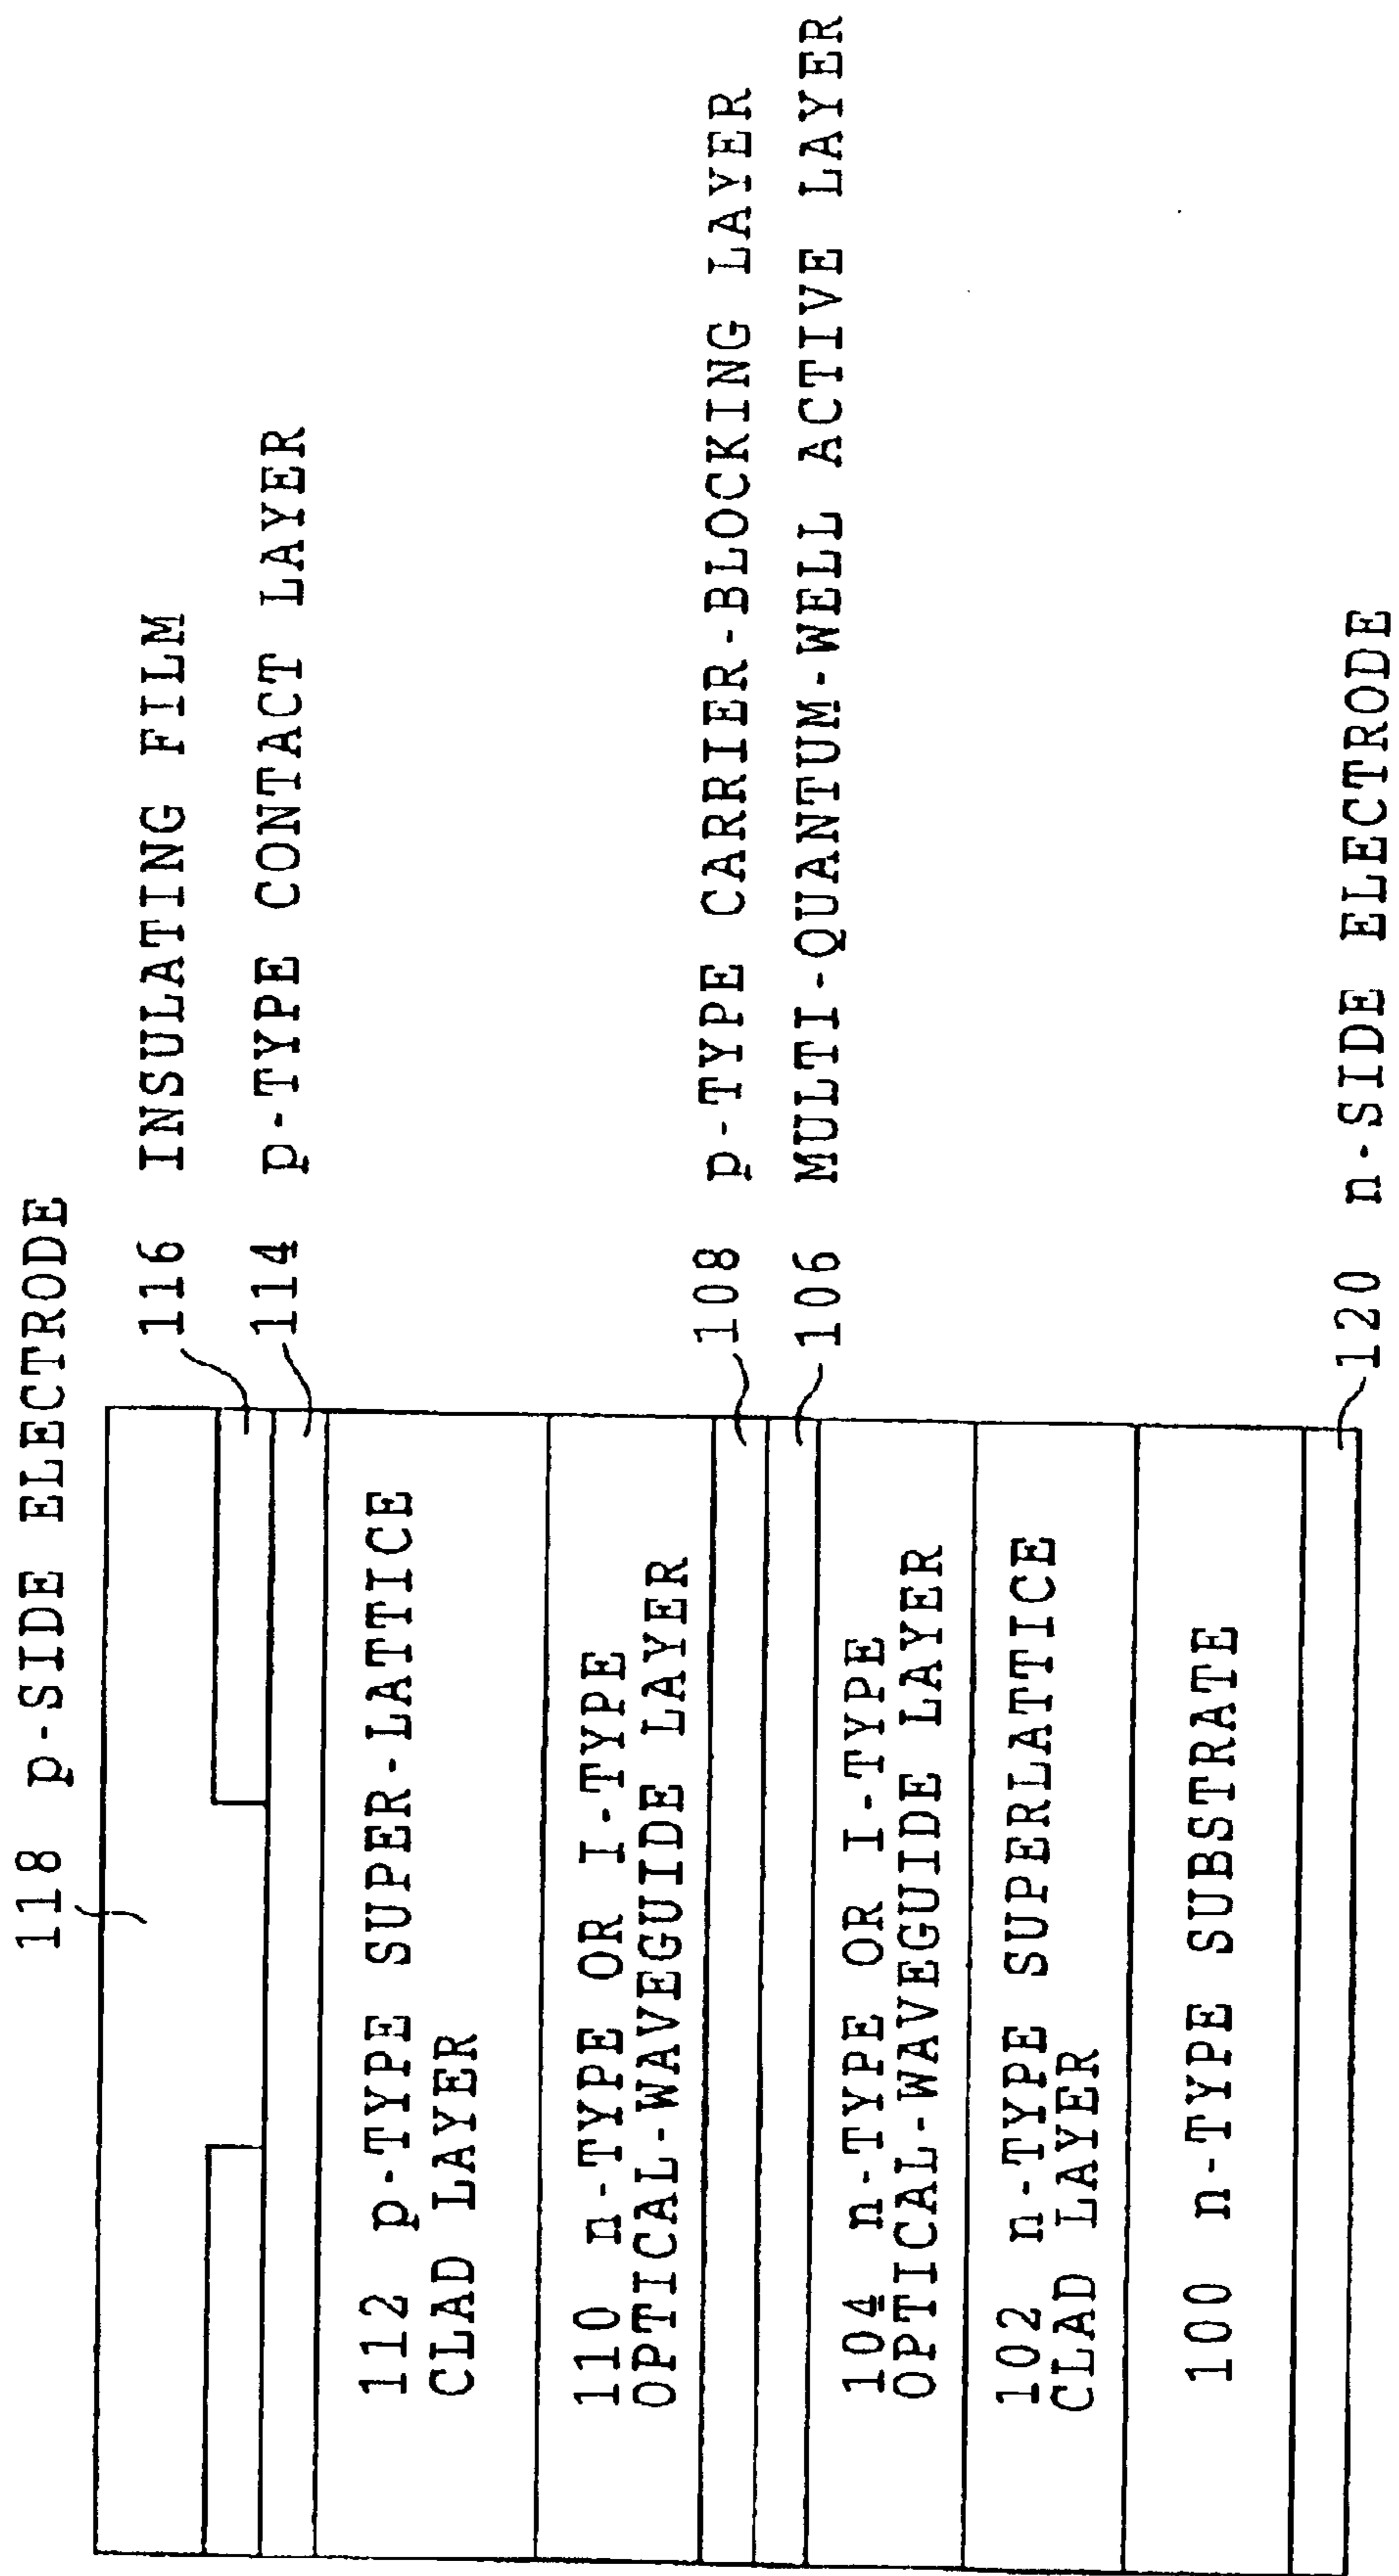 118 p-SIDE ELECTRODE
116 INSULATING FILM
114 p-TYPE CONTACT LAYER
112 p-TYPE SUPER-LATTICE
CLAD LAYER
110 n-TYPE OR I-TYPE
OPTICAL-WAVEGUIDE LAYER
108 p-TYPE CARRIER-BLOCKING LAYER
106 MULTI-QUANTUM-WELL ACTIVE LAYER
104 n-TYPE OR I-TYPE
OPTICAL-WAVEGUIDE LAYER
102 n-TYPE SUPERLATTICE
CLAD LAYER
100 n-TYPE SUBSTRATE
120 n-SIDE ELECTRODE